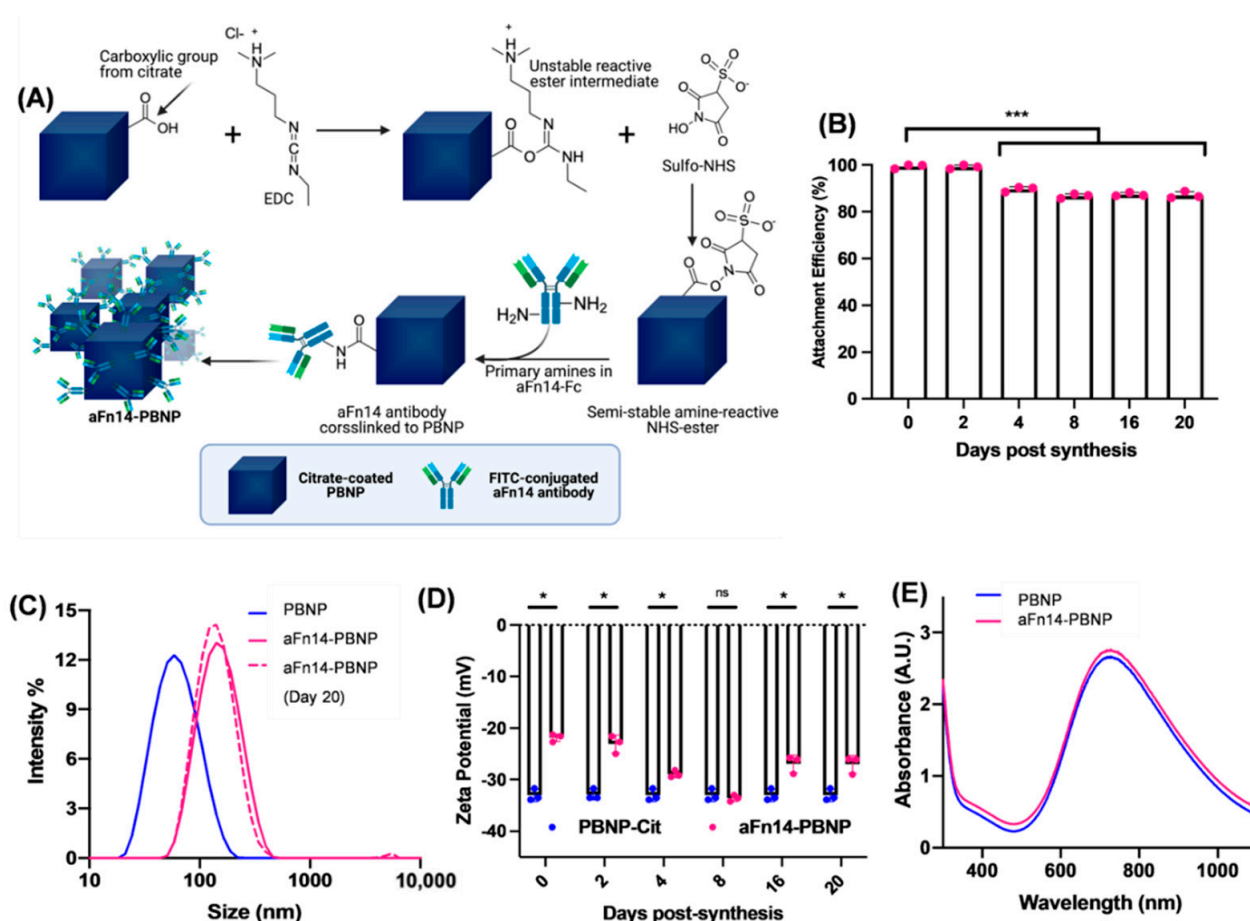 (A)
Carboxylic group
from citrate
Cl-
+
H
N
O
OH
+
N
C
N
EDC
+
H
N
Unstable reactive
ester intermediate
N
O
O
N
H
+
O
O
S
O-
O
N
HO
O
Sulfo-NHS
O
O
S
O-
O
N
O
O
O
Semi-stable amine-reactive
NHS-ester
H2N
NH2
Primary amines in
aFn14-Fc
O
N
H
aFn14 antibody
corsslinked to PBNP
aFn14-PBNP
Citrate-coated
PBNP
FITC-conjugated
aFn14 antibody
(B)
***
Attachment Efficiency (%)
100
80
60
40
20
0
0 2 4 8 16 20
Days post synthesis
(C)
PBNP
aFn14-PBNP
aFn14-PBNP
(Day 20)
Intensity %
15
12
9
6
3
0
10 100 1000 10,000
Size (nm)
(D)
* * * ns * *
Zeta Potential (mV)
0
-10
-20
-30
-40
PBNP-Cit aFn14-PBNP
0 2 4 8 16 20
Days post-synthesis
(E)
PBNP
aFn14-PBNP
Absorbance (A.U.)
3
2
1
0
400 600 800 1000
Wavelength (nm)